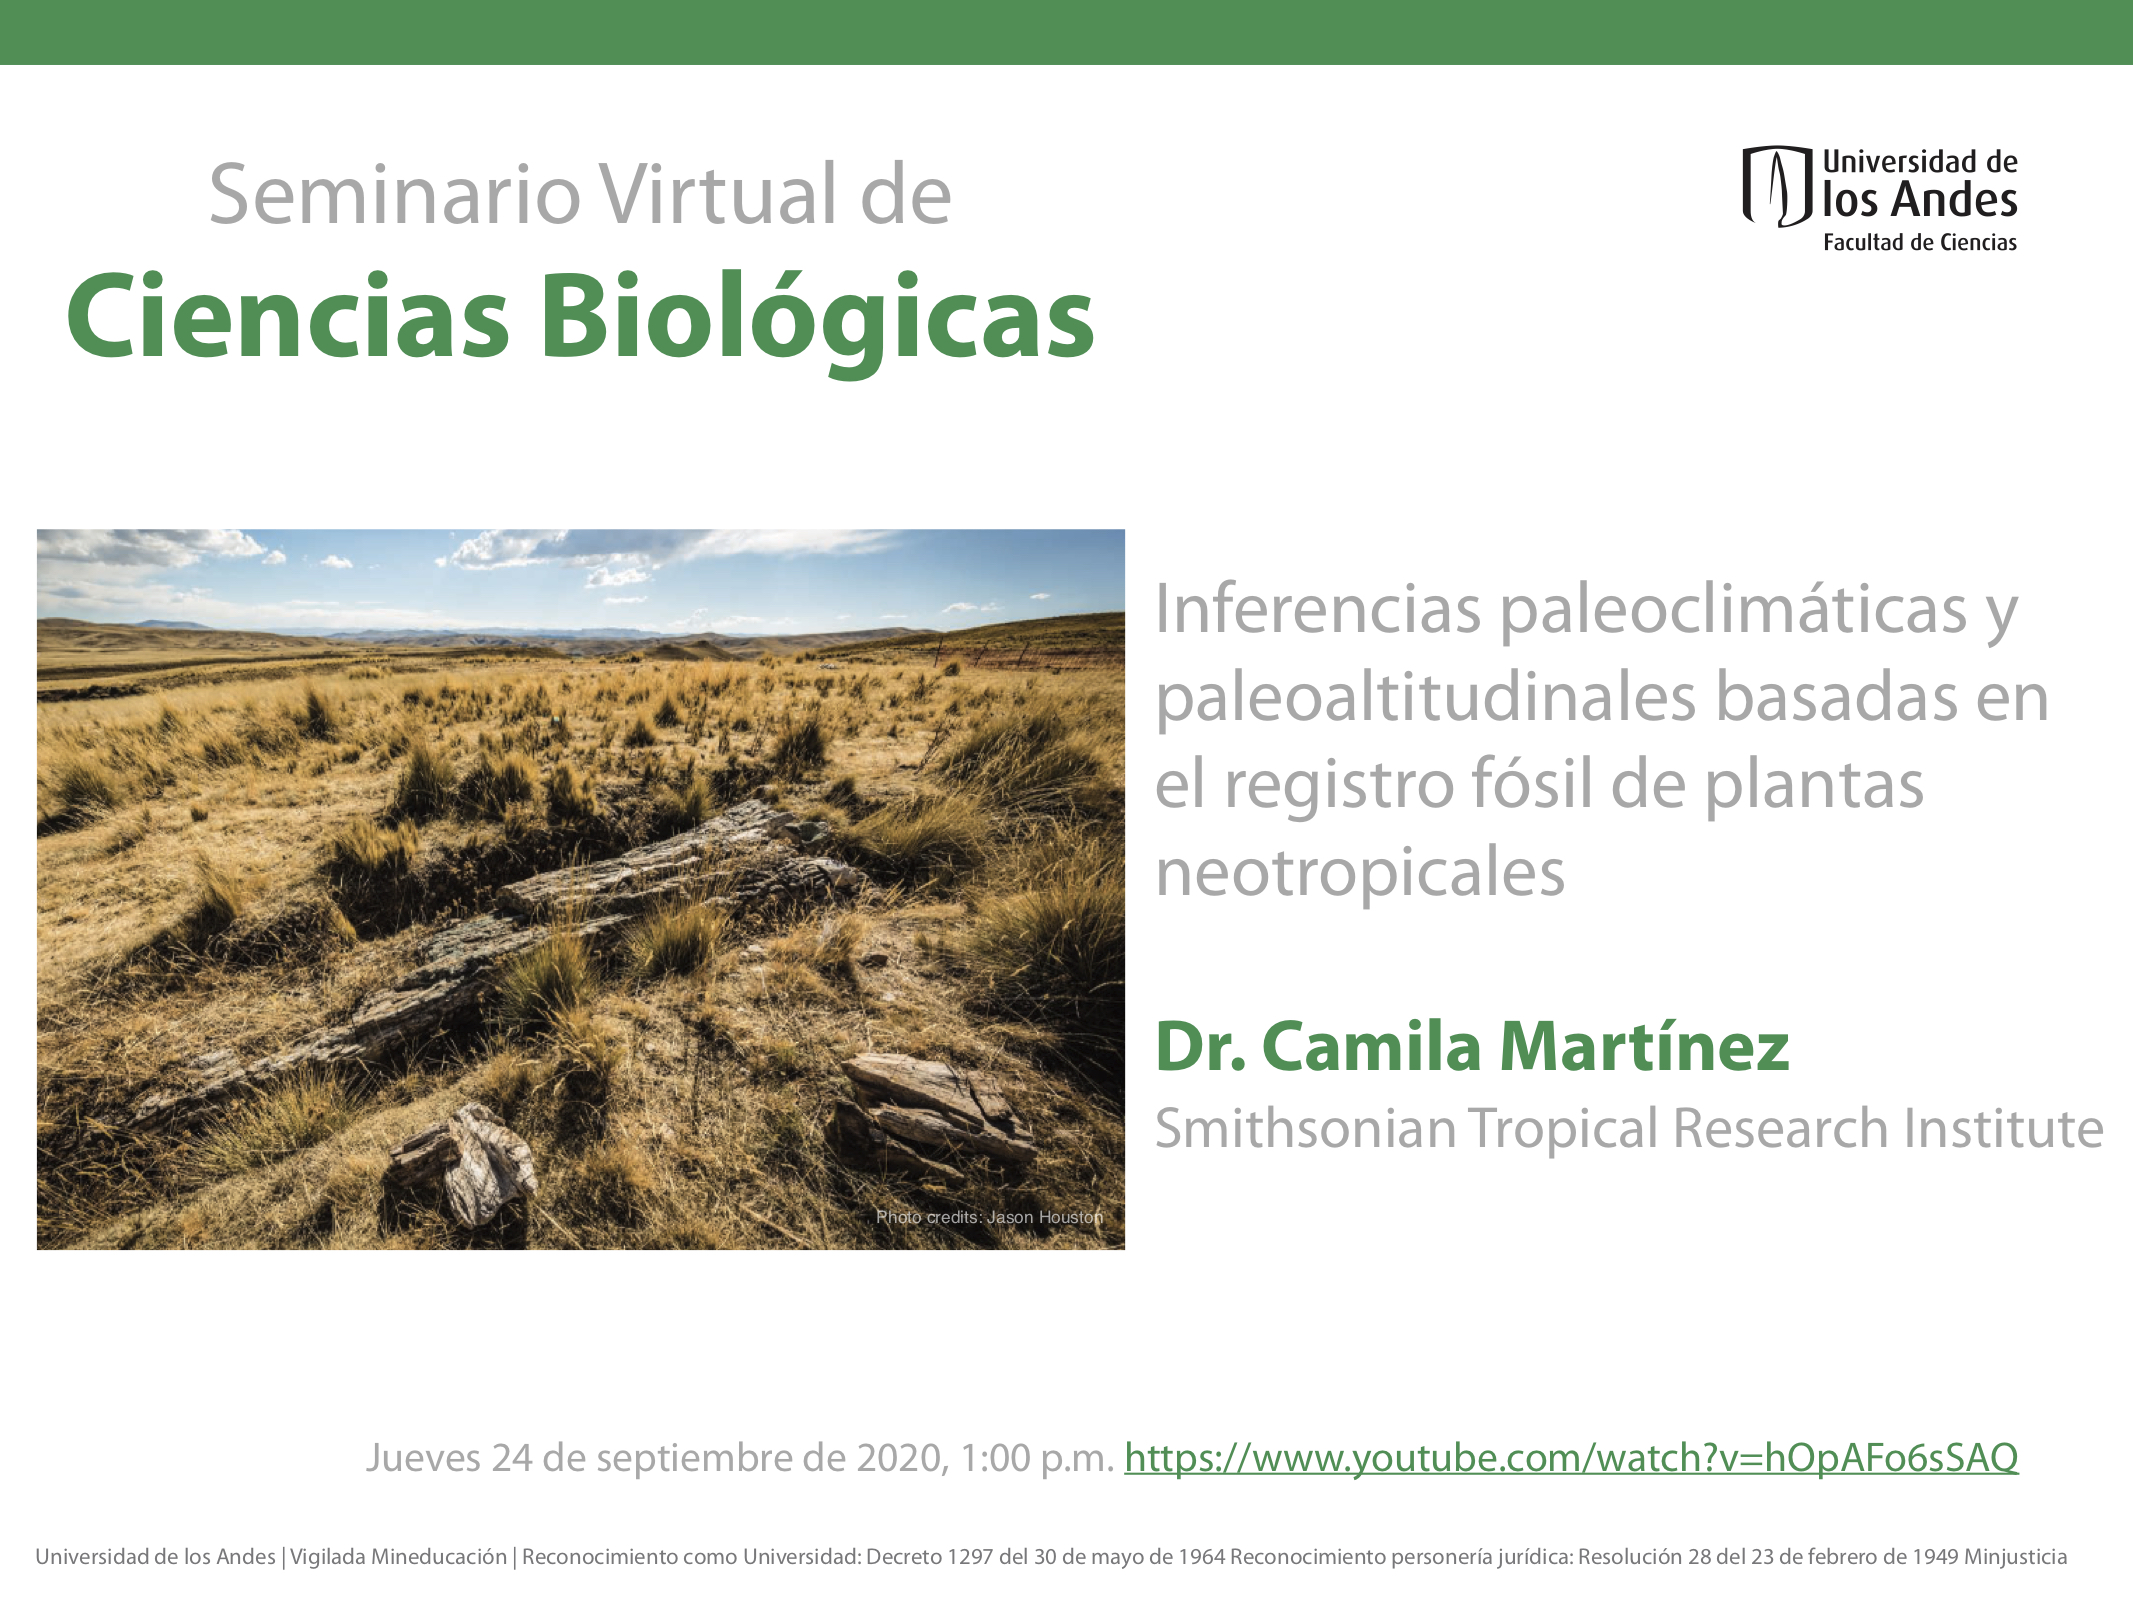 Seminario Virtual de
Ciencias Biológicas
Universidad de
los Andes
Facultad de Ciencias
Inferencias paleoclimáticas y
paleoaltitudinales basadas en
el registro fósil de plantas
neotropicales
Dr. Camila Martínez
Smithsonian Tropical Research Institute
Photo credits: Jason Houston
Jueves 24 de septiembre de 2020, 1:00 p.m. https://www.youtube.com/watch?v=hOpAFo6sSAQ
Universidad de los Andes | Vigilada Mineducación | Reconocimiento como Universidad: Decreto 1297 del 30 de mayo de 1964 Reconocimiento personería jurídica: Resolución 28 del 23 de febrero de 1949 Minjusticia